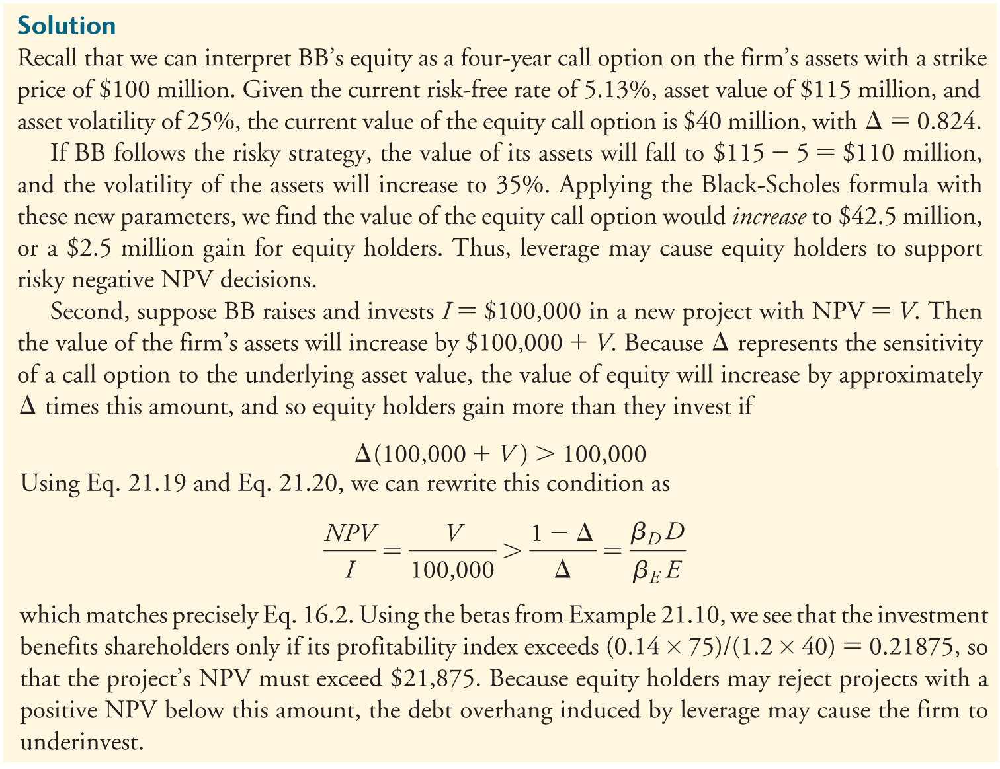 Solution
Recall that we can interpret BB’s equity as a four-year call option on the firm’s assets with a strike
price of $100 million. Given the current risk-free rate of 5.13%, asset value of $115 million, and
asset volatility of 25%, the current value of the equity call option is $40 million, with Δ = 0.824.
If BB follows the risky strategy, the value of its assets will fall to $115 − 5 = $110 million,
and the volatility of the assets will increase to 35%. Applying the Black-Scholes formula with
these new parameters, we find the value of the equity call option would increase to $42.5 million,
or a $2.5 million gain for equity holders. Thus, leverage may cause equity holders to support
risky negative NPV decisions.
Second, suppose BB raises and invests I = $100,000 in a new project with NPV = V. Then
the value of the firm’s assets will increase by $100,000 + V. Because Δ represents the sensitivity
of a call option to the underlying asset value, the value of equity will increase by approximately
Δ times this amount, and so equity holders gain more than they invest if
Δ(100,000 + V) > 100,000
Using Eq. 21.19 and Eq. 21.20, we can rewrite this condition as
NPV/I = V/100,000 > (1 − Δ)/Δ = β_D D/β_E E
which matches precisely Eq. 16.2. Using the betas from Example 21.10, we see that the investment
benefits shareholders only if its profitability index exceeds (0.14 × 75)/(1.2 × 40) = 0.21875, so
that the project’s NPV must exceed $21,875. Because equity holders may reject projects with a
positive NPV below this amount, the debt overhang induced by leverage may cause the firm to
underinvest.